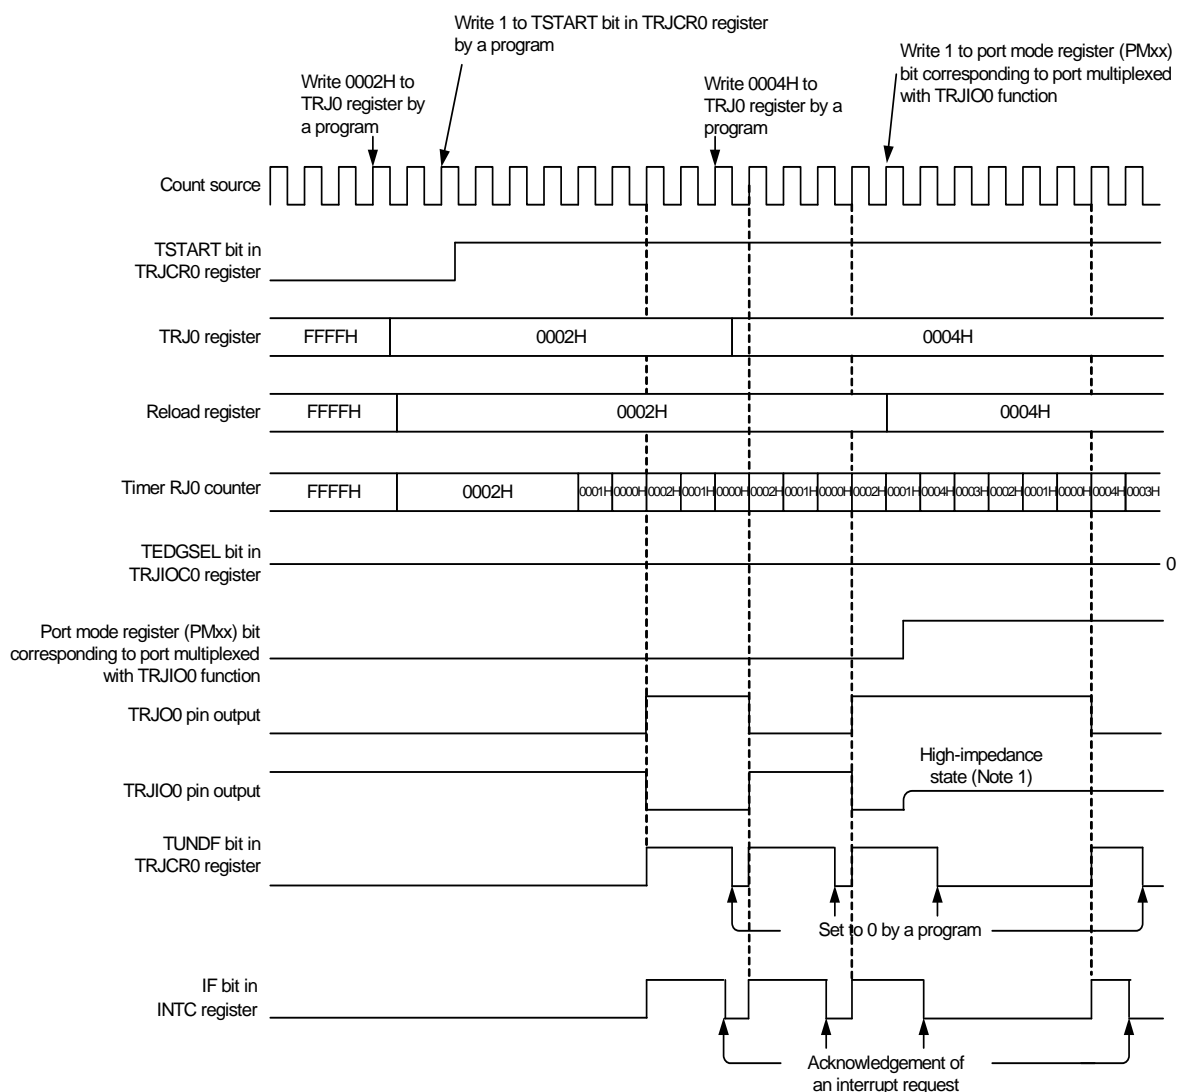 Write 1 to TSTART bit in TRJCR0 register
by a program
Write 1 to port mode register (PMxx)
bit corresponding to port multiplexed
with TRJIO0 function
Write 0002H to
TRJ0 register by
a program
Write 0004H to
TRJ0 register by a
program
Count source
TSTART bit in
TRJCR0 register
TRJ0 register
FFFFH
0002H
0004H
Reload register
FFFFH
0002H
0004H
Timer RJ0 counter
FFFFH
0002H
0001H
0000H
0002H
0001H
0000H
0002H
0001H
0000H
0002H
0001H
0004H
0003H
0002H
0001H
0000H
0004H
0003H
TEDGSEL bit in
TRJIOC0 register
0
Port mode register (PMxx) bit
corresponding to port multiplexed
with TRJIO0 function
TRJO0 pin output
High-impedance
state (Note 1)
TRJIO0 pin output
TUNDF bit in
TRJCR0 register
Set to 0 by a program
IF bit in
INTC register
Acknowledgement of
an interrupt request